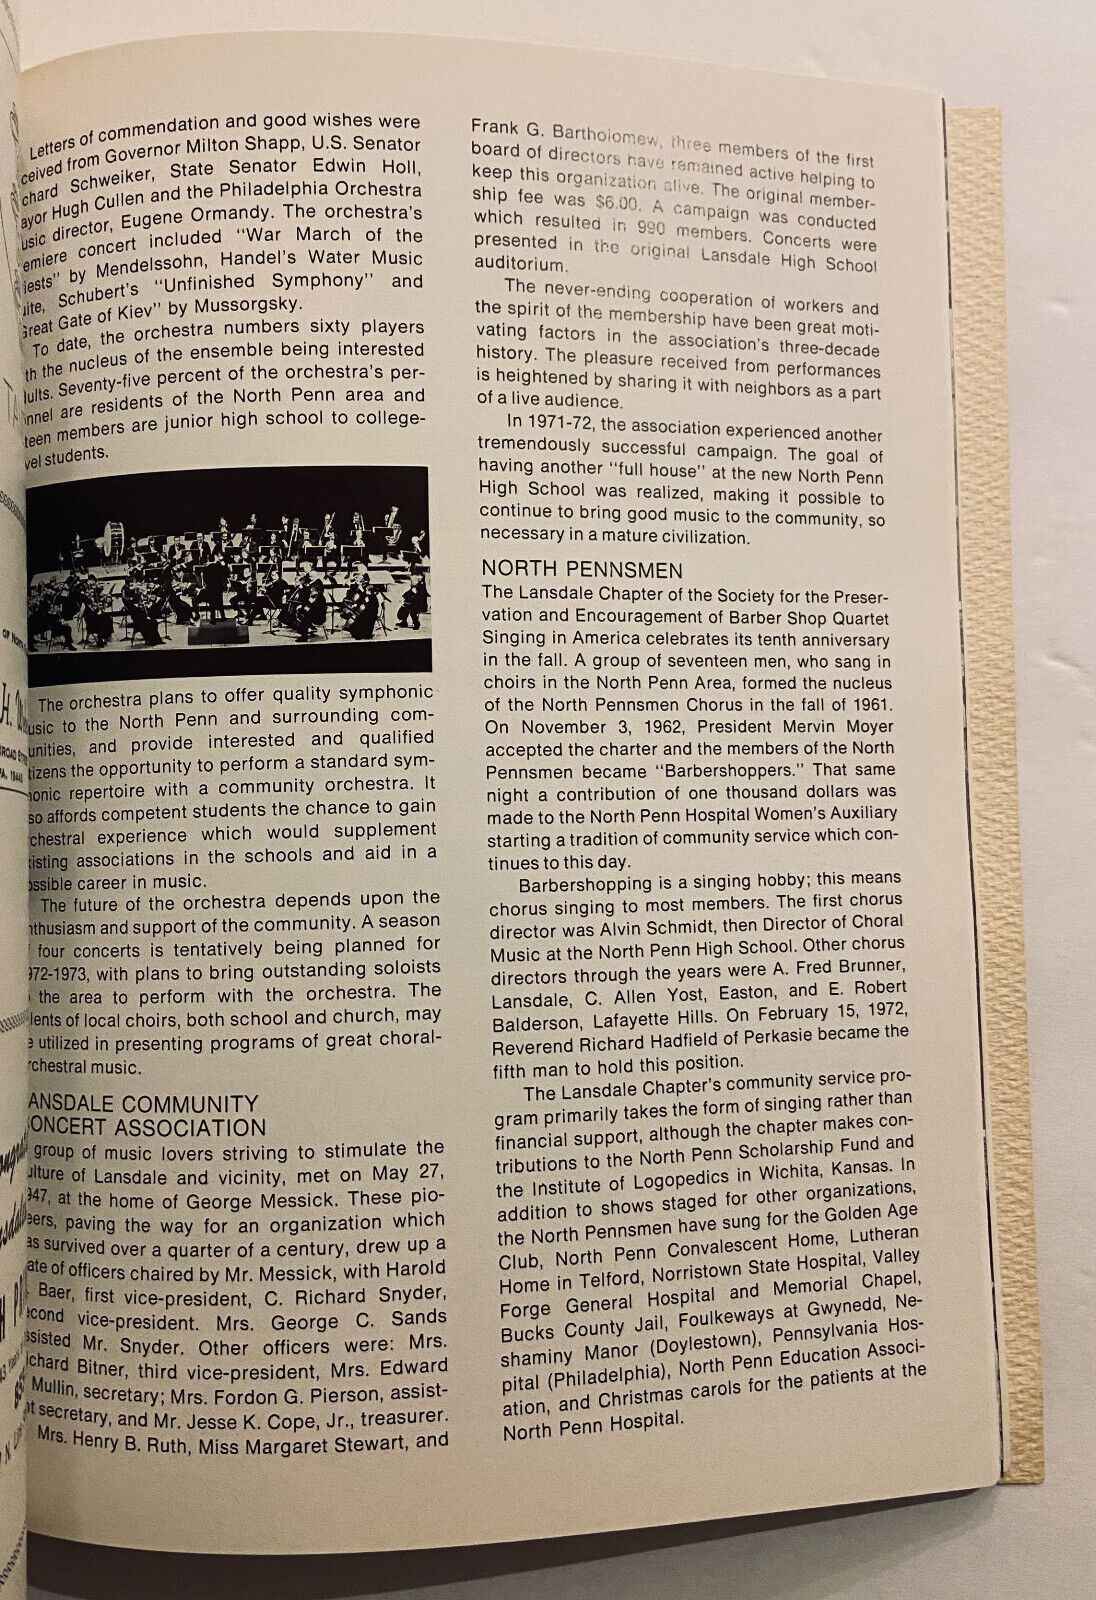 Letters of commendation and good wishes were
ceived from Governor Milton Shapp, U.S. Senator
chard Schweiker, State Senator Edwin Holl,
ayor Hugh Cullen and the Philadelphia Orchestra
usic director, Eugene Ormandy. The orchestra's
emiere concert included "War March of the
iests" by Mendelssohn, Handel's Water Music
uite, Schubert's "Unfinished Symphony" and
Great Gate of Kiev" by Mussorgsky.
To date, the orchestra numbers sixty players
th the nucleus of the ensemble being interested
dults. Seventy-five percent of the orchestra's per-
nnel are residents of the North Penn area and
teen members are junior high school to college-
vel students.
The orchestra plans to offer quality symphonic
usic to the North Penn and surrounding com-
unities, and provide interested and qualified
tizens the opportunity to perform a standard sym-
honic repertoire with a community orchestra. It
so affords competent students the chance to gain
rchestral experience which would supplement
xisting associations in the schools and aid in a
ossible career in music.
The future of the orchestra depends upon the
nthusiasm and support of the community. A season
f four concerts is tentatively being planned for
972-1973, with plans to bring outstanding soloists
the area to perform with the orchestra. The
lents of local choirs, both school and church, may
e utilized in presenting programs of great choral-
rchestral music.
ANSDALE COMMUNITY
CONCERT ASSOCIATION
group of music lovers striving to stimulate the
ulture of Lansdale and vicinity, met on May 27,
947, at the home of George Messick. These pio-
eers, paving the way for an organization which
as survived over a quarter of a century, drew up a
ate of officers chaired by Mr. Messick, with Harold
Baer, first vice-president, C. Richard Snyder,
econd vice-president. Mrs. George C. Sands
ssisted Mr. Snyder. Other officers were: Mrs.
ichard Bitner, third vice-president, Mrs. Edward
Mullin, secretary; Mrs. Fordon G. Pierson, assist-
nt secretary, and Mr. Jesse K. Cope, Jr., treasurer.
Mrs. Henry B. Ruth, Miss Margaret Stewart, and
Frank G. Bartholomew, three members of the first
board of directors have remained active helping to
keep this organization alive. The original member-
ship fee was $6.00. A campaign was conducted
which resulted in 990 members. Concerts were
presented in the original Lansdale High School
auditorium.
The never-ending cooperation of workers and
the spirit of the membership have been great moti-
vating factors in the association's three-decade
history. The pleasure received from performances
is heightened by sharing it with neighbors as a part
of a live audience.
In 1971-72, the association experienced another
tremendously successful campaign. The goal of
having another "full house" at the new North Penn
High School was realized, making it possible to
continue to bring good music to the community, so
necessary in a mature civilization.
NORTH PENNSMEN
The Lansdale Chapter of the Society for the Preser-
vation and Encouragement of Barber Shop Quartet
Singing in America celebrates its tenth anniversary
in the fall. A group of seventeen men, who sang in
choirs in the North Penn Area, formed the nucleus
of the North Pennsmen Chorus in the fall of 1961.
On November 3, 1962, President Mervin Moyer
accepted the charter and the members of the North
Pennsmen became "Barbershoppers." That same
night a contribution of one thousand dollars was
made to the North Penn Hospital Women's Auxiliary
starting a tradition of community service which con-
tinues to this day.
Barbershopping is a singing hobby; this means
chorus singing to most members. The first chorus
director was Alvin Schmidt, then Director of Choral
Music at the North Penn High School. Other chorus
directors through the years were A. Fred Brunner,
Lansdale, C. Allen Yost, Easton, and E. Robert
Balderson, Lafayette Hills. On February 15, 1972,
Reverend Richard Hadfield of Perkasie became the
fifth man to hold this position.
The Lansdale Chapter's community service pro-
gram primarily takes the form of singing rather than
financial support, although the chapter makes con-
tributions to the North Penn Scholarship Fund and
the Institute of Logopedics in Wichita, Kansas. In
addition to shows staged for other organizations,
the North Pennsmen have sung for the Golden Age
Club, North Penn Convalescent Home, Lutheran
Home in Telford, Norristown State Hospital, Valley
Forge General Hospital and Memorial Chapel,
Bucks County Jail, Foulkeways at Gwynedd, Ne-
shaminy Manor (Doylestown), Pennsylvania Hos-
pital (Philadelphia), North Penn Education Associ-
ation, and Christmas carols for the patients at the
North Penn Hospital.